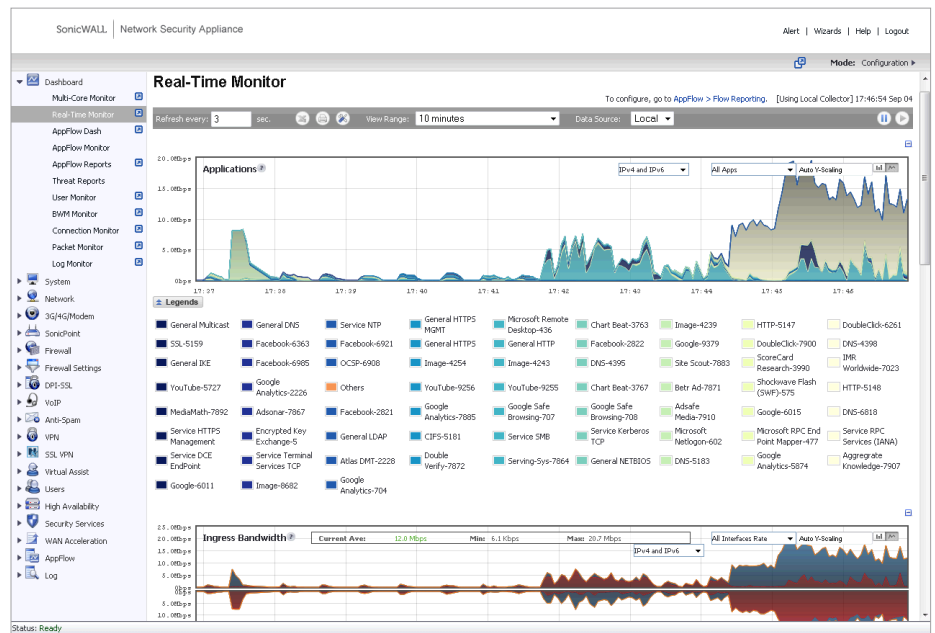 SonicWALL | Network Security Appliance
Alert | Wizards | Help | Logout
Mode: Configuration
Dashboard
Multi-Core Monitor
Real-Time Monitor
AppFlow Dash
AppFlow Monitor
AppFlow Reports
Threat Reports
User Monitor
BWM Monitor
Connection Monitor
Packet Monitor
Log Monitor
System
Network
3G/4G/Modem
SonicPoint
Firewall
Firewall Settings
DPI-SSL
VoIP
Anti-Spam
VPN
SSL VPN
Virtual Assist
Users
High Availability
Security Services
WAN Acceleration
AppFlow
Log
Real-Time Monitor
To configure, go to AppFlow > Flow Reporting. [Using Local Collector] 17:46:54 Sep 04
Refresh every: 3 sec. View Range: 10 minutes Data Source: Local
Applications IPv4 and IPv6 All Apps Auto Y-Scaling
20.0Mbps
15.0Mbps
10.0Mbps
5.0Mbps
0bps
17:37 17:38 17:39 17:40 17:41 17:42 17:43 17:44 17:45 17:46
Legends
General Multicast General DNS Service NTP General HTTPS MGMT Microsoft Remote Desktop-436 Chart Beat-3763 Image-4239 HTTP-5147 DoubleClick-6261
SSL-5159 Facebook-6363 Facebook-6921 General HTTPS General HTTP Facebook-2822 Google-9379 DoubleClick-7900 DNS-4398
General IKE Facebook-6985 OCSP-6908 Image-4254 Image-4243 DNS-4395 Site Scout-7883 ScoreCard Research-3990 IMR Worldwide-7023
YouTube-5727 Google Analytics-2226 Others YouTube-9256 YouTube-9255 Chart Beat-3767 Betr Ad-7871 Shockwave Flash (SWF)-575 HTTP-5148
MediaMath-7892 Adsonar-7867 Facebook-2821 Google Analytics-7885 Google Safe Browsing-707 Google Safe Browsing-708 Adsafe Media-7910 Google-6015 DNS-6818
Service HTTPS Management Encrypted Key Exchange-5 General LDAP CIFS-5181 Service SMB Service Kerberos TCP Microsoft Netlogon-602 Microsoft RPC End Point Mapper-477 Service RPC Services (IANA)
Service DCE EndPoint Service Terminal Services TCP Atlas DMT-2228 Double Verify-7872 Serving-Sys-7864 General NETBIOS DNS-5183 Google Analytics-5874 Aggregrate Knowledge-7907
Google-6011 Image-8682 Google Analytics-704
Ingress Bandwidth Current Ave: 12.0 Mbps Min: 6.1 Kbps Max: 20.7 Mbps All Interfaces Rate Auto Y-Scaling
IPv4 and IPv6
25.0Mbps
20.0Mbps
10.0Mbps
5.0Mbps
0bps
5.0Mbps
10.0Mbps
Status: Ready